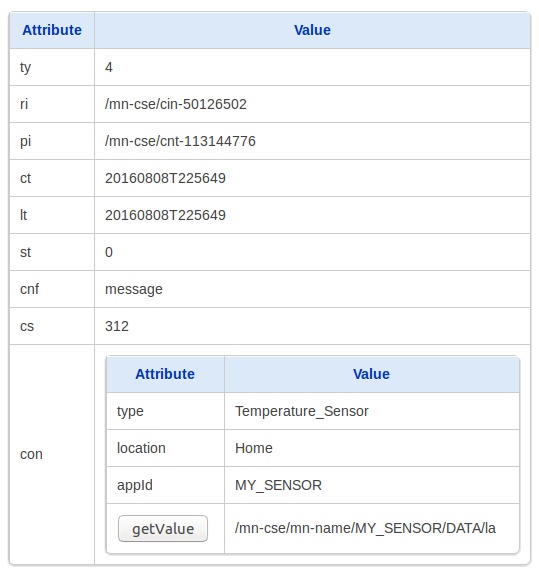 Attribute Value
ty 4
ri /mn-cse/cin-50126502
pi /mn-cse/cnt-113144776
ct 20160808T225649
lt 20160808T225649
st 0
cnf message
cs 312
con
Attribute Value
type Temperature_Sensor
location Home
appId MY_SENSOR
getValue /mn-cse/mn-name/MY_SENSOR/DATA/la